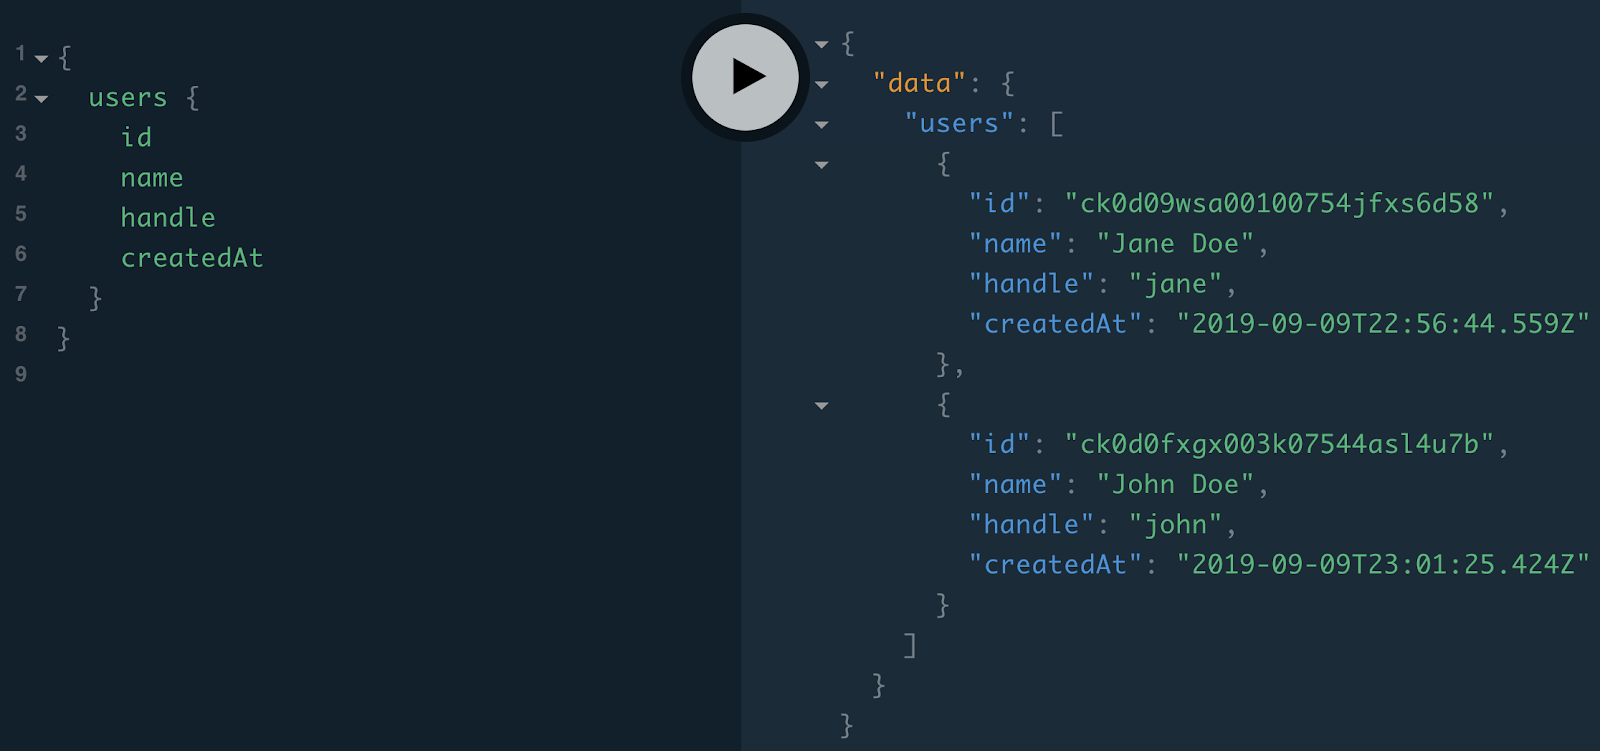 1 {
2 users {
3 id
4 name
5 handle
6 createdAt
7 }
8 }
9
{
"data": {
"users": [
{
"id": "ck0d09wsa00100754jfxs6d58",
"name": "Jane Doe",
"handle": "jane",
"createdAt": "2019-09-09T22:56:44.559Z"
},
{
"id": "ck0d0fxgx003k07544asl4u7b",
"name": "John Doe",
"handle": "john",
"createdAt": "2019-09-09T23:01:25.424Z"
}
]
}
}